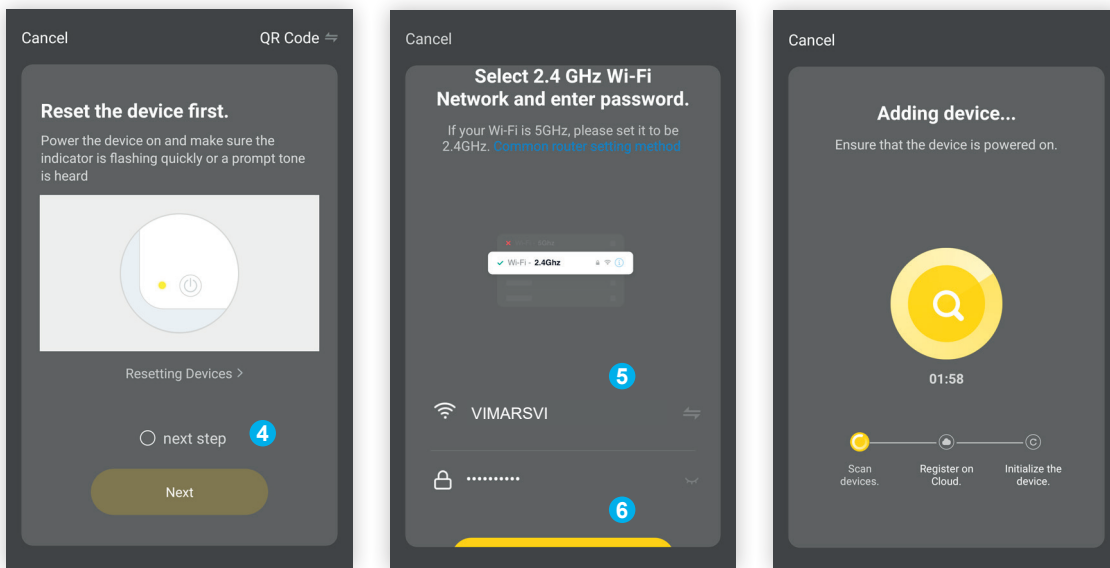 Cancel
QR Code
Reset the device first.
Power the device on and make sure the
indicator is flashing quickly or a prompt tone
is heard
Resetting Devices >
next step
4
Next
Cancel
Select 2.4 GHz Wi-Fi
Network and enter password.
If your Wi-Fi is 5GHz, please set it to be
2.4GHz. Common router setting method
Wi-Fi - 5Ghz
Wi-Fi - 2.4Ghz
5
VIMARSVI
••••••••••
6
Cancel
Adding device...
Ensure that the device is powered on.
01:58
Scan
devices.
Register on
Cloud.
Initialize the
device.